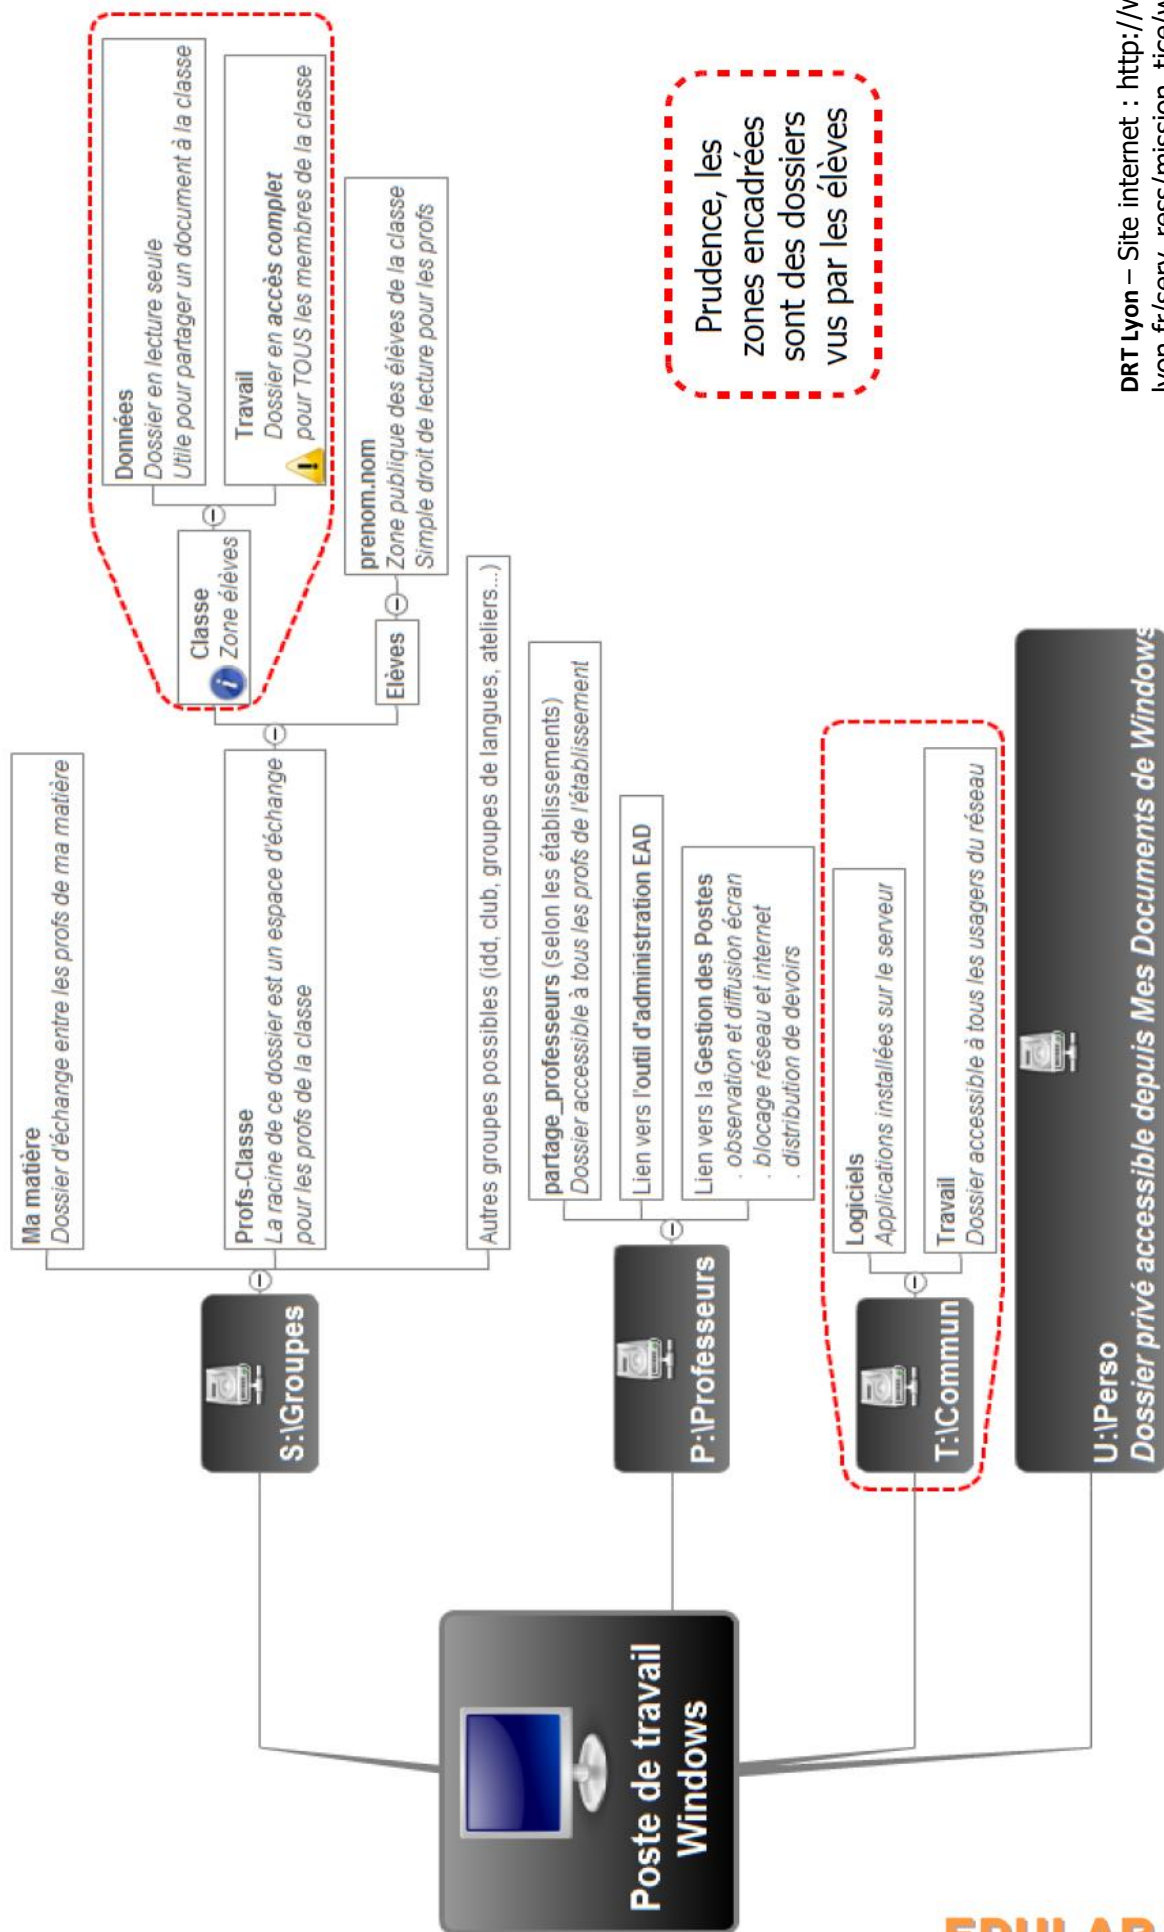 Ma matière
Dossier d'échange entre les profs de ma matière
Données
Dossier en lecture seule
Utile pour partager un document à la classe
Classe
Zone élèves
Travail
Dossier en accès complet
pour TOUS les membres de la classe
Profs-Classe
La racine de ce dossier est un espace d'échange
pour les profs de la classe
S:\Groupes
Elèves
prenom.nom
Zone publique des élèves de la classe
Simple droit de lecture pour les profs
Autres groupes possibles (idd, club, groupes de langues, ateliers...)
partage_professeurs (selon les établissements)
Dossier accessible à tous les profs de l'établissement
Lien vers l'outil d'administration EAD
P:\Professeurs
Lien vers la Gestion des Postes
. observation et diffusion écran
. blocage réseau et internet
. distribution de devoirs
Prudence, les
zones encadrées
sont des dossiers
vus par les élèves
Poste de travail
Windows
Logiciels
Applications installées sur le serveur
T:\Commun
Travail
Dossier accessible à tous les usagers du réseau
U:\Perso
Dossier privé accessible depuis Mes Documents de Windows
DRT Lyon – Site internet : http://
lyon.fr/serv_ress/mission_tice/
EDULAB